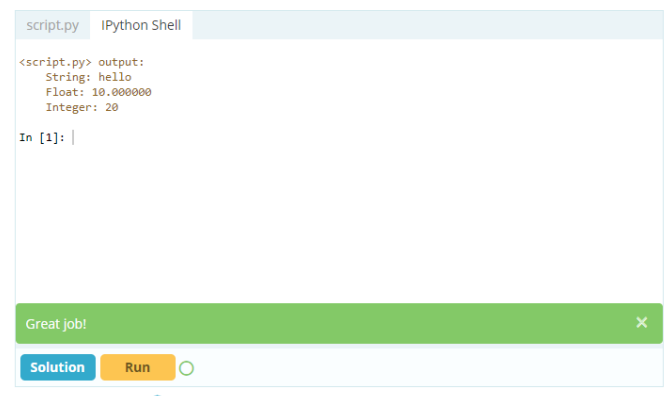 script.py IPython Shell
<script.py> output:
String: hello
Float: 10.000000
Integer: 20
In [1]:
Great job! ×
Solution Run